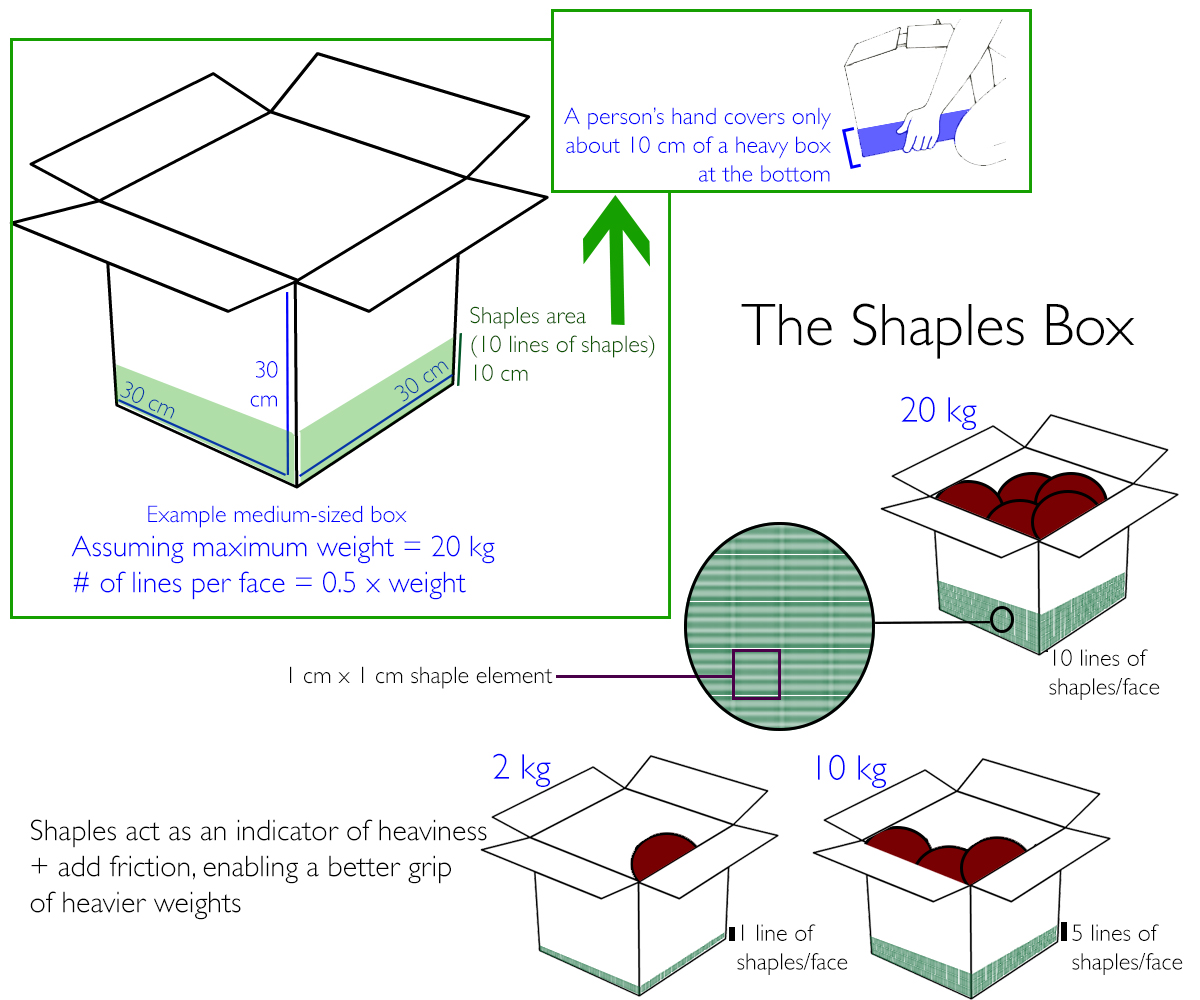 A person's hand covers only
about 10 cm of a heavy box
at the bottom
Shaples area
(10 lines of shaples)
10 cm
30
cm
30 cm
30 cm
Example medium-sized box
Assuming maximum weight = 20 kg
# of lines per face = 0.5 x weight
The Shaples Box
20 kg
10 lines of
shaples/face
1 cm x 1 cm shaple element
2 kg
1 line of
shaples/face
10 kg
5 lines of
shaples/face
Shaples act as an indicator of heaviness
+ add friction, enabling a better grip
of heavier weights